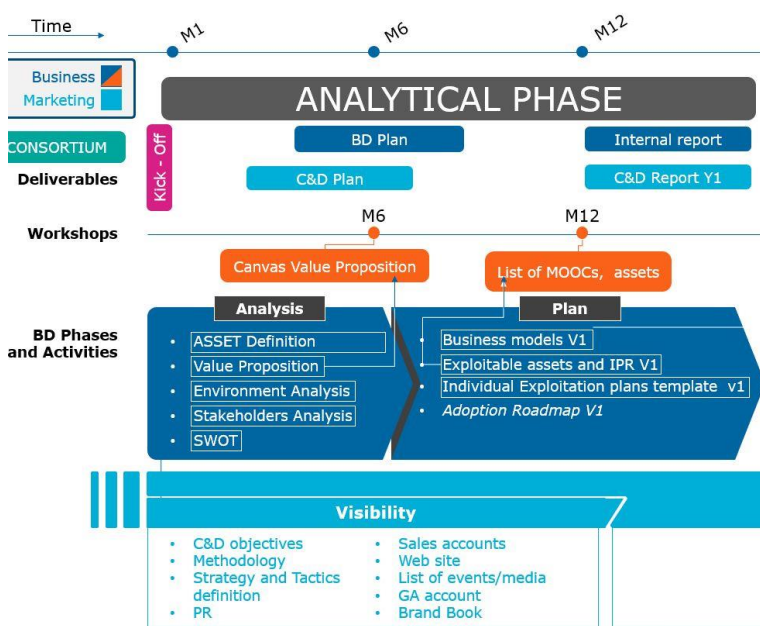 Time
M1
M6
M12
Business
Marketing
ANALYTICAL PHASE
CONSORTIUM
Deliverables
Kick - Off
BD Plan
Internal report
C&D Plan
C&D Report Y1
Workshops
M6
M12
Canvas Value Proposition
List of MOOCs, assets
BD Phases
and Activities
Analysis
• ASSET Definition
• Value Proposition
• Environment Analysis
• Stakeholders Analysis
• SWOT
Plan
• Business models V1
• Exploitable assets and IPR V1
• Individual Exploitation plans template v1
• Adoption Roadmap V1
Visibility
• C&D objectives
• Methodology
• Strategy and Tactics
definition
• PR
• Sales accounts
• Web site
• List of events/media
• GA account
• Brand Book